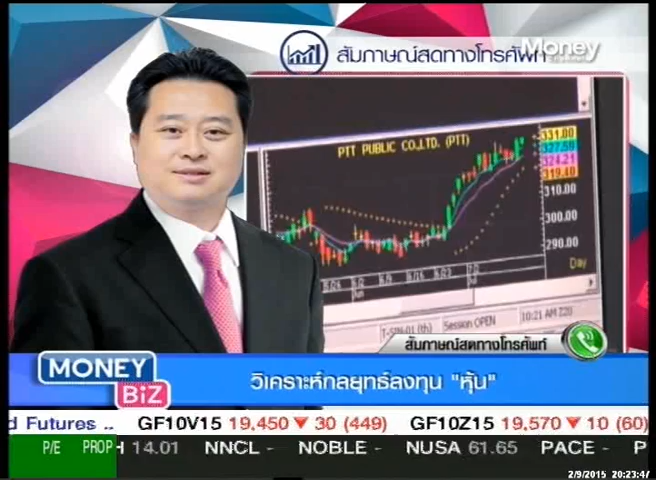 สัมภาษณ์สดทางโทรศัพท์
Money
PTT PUBLIC CO.,LTD. (PTT)
331.00
327.50
324.21
319.40
310.00
300.00
290.00
Day
Session OPEN
10:21 AM
สัมภาษณ์สดทางโทรศัพท์
MONEY
BiZ
วิเคราะห์กลยุทธ์ลงทุน "หุ้น"
d Futures .. GF10V15 19,450 ▼ 30 (449) GF10Z15 19,570 ▼ 10 (60)
P/E PROP H 14.01 NNCL - NOBLE - NUSA 61.65 PACE - P
2/9/2015 20:23:47